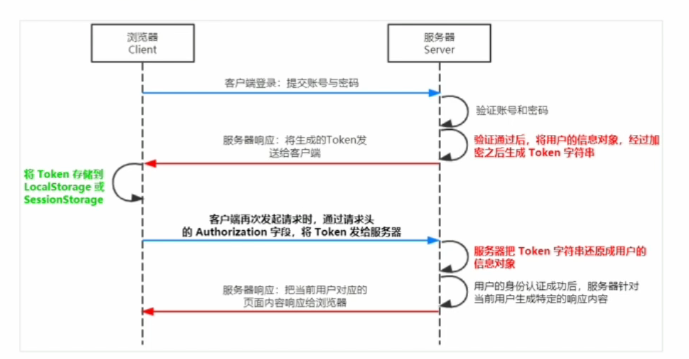 浏览器
Client
服务器
Server
客户端登录：提交账号与密码
验证账号和密码
服务器响应：将生成的Token发
送给客户端
验证通过后，将用户的信息对象，经过加
密之后生成 Token 字符串
将 Token 存储到
LocalStorage 或
SessionStorage
客户端再次发起请求时，通过请求头
的 Authorization 字段，将 Token 发给服务器
服务器把 Token 字符串还原成用户的
信息对象
服务器响应：把当前用户对应的
页面内容响应给浏览器
用户的身份认证成功后，服务器针对
当前用户生成特定的响应内容